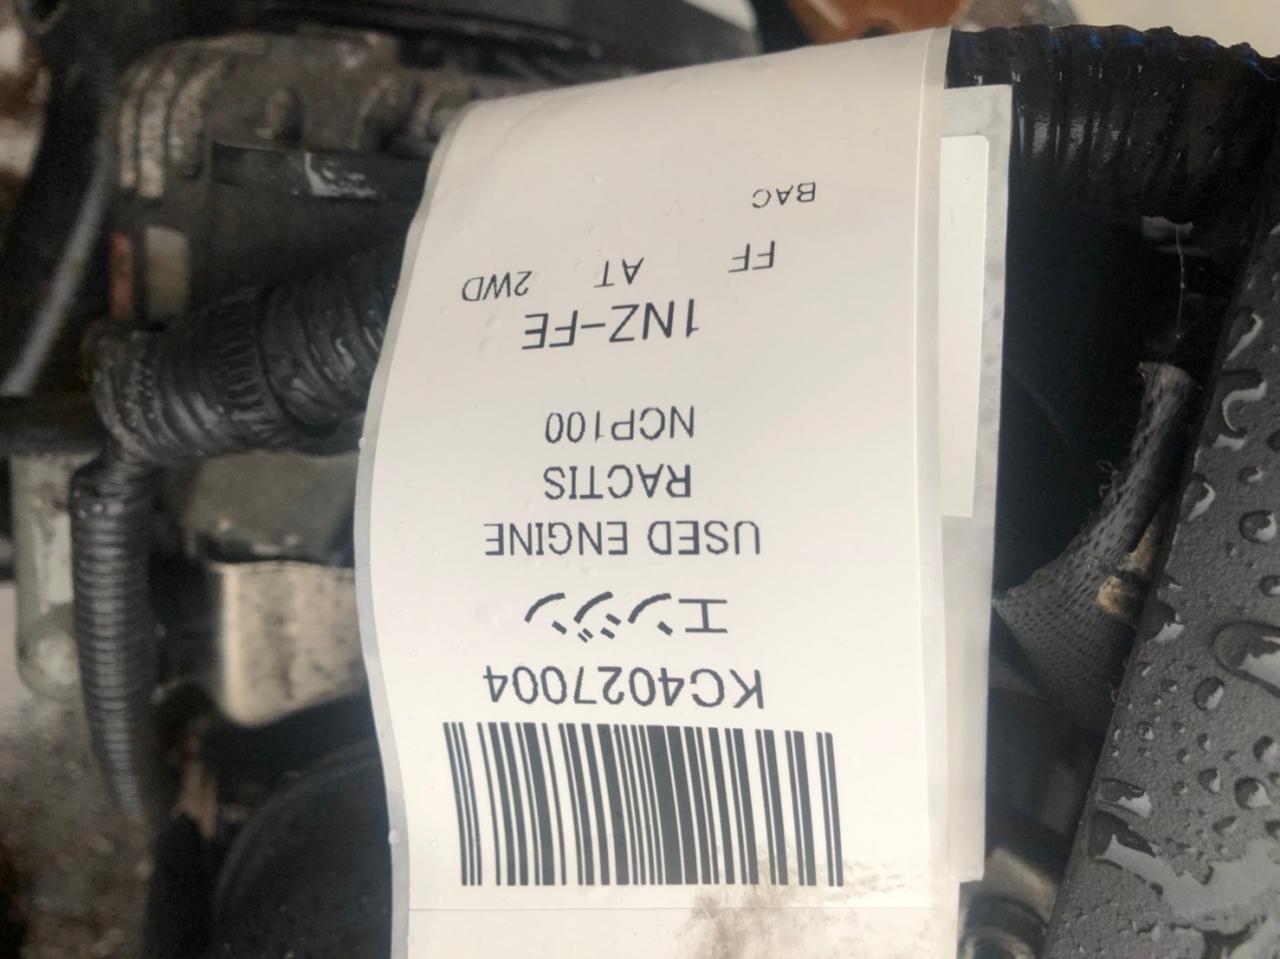 KC4027004
エンジン
USED ENGINE
RACTIS
NCP100
1NZ-FE
FF AT 2WD
BAC